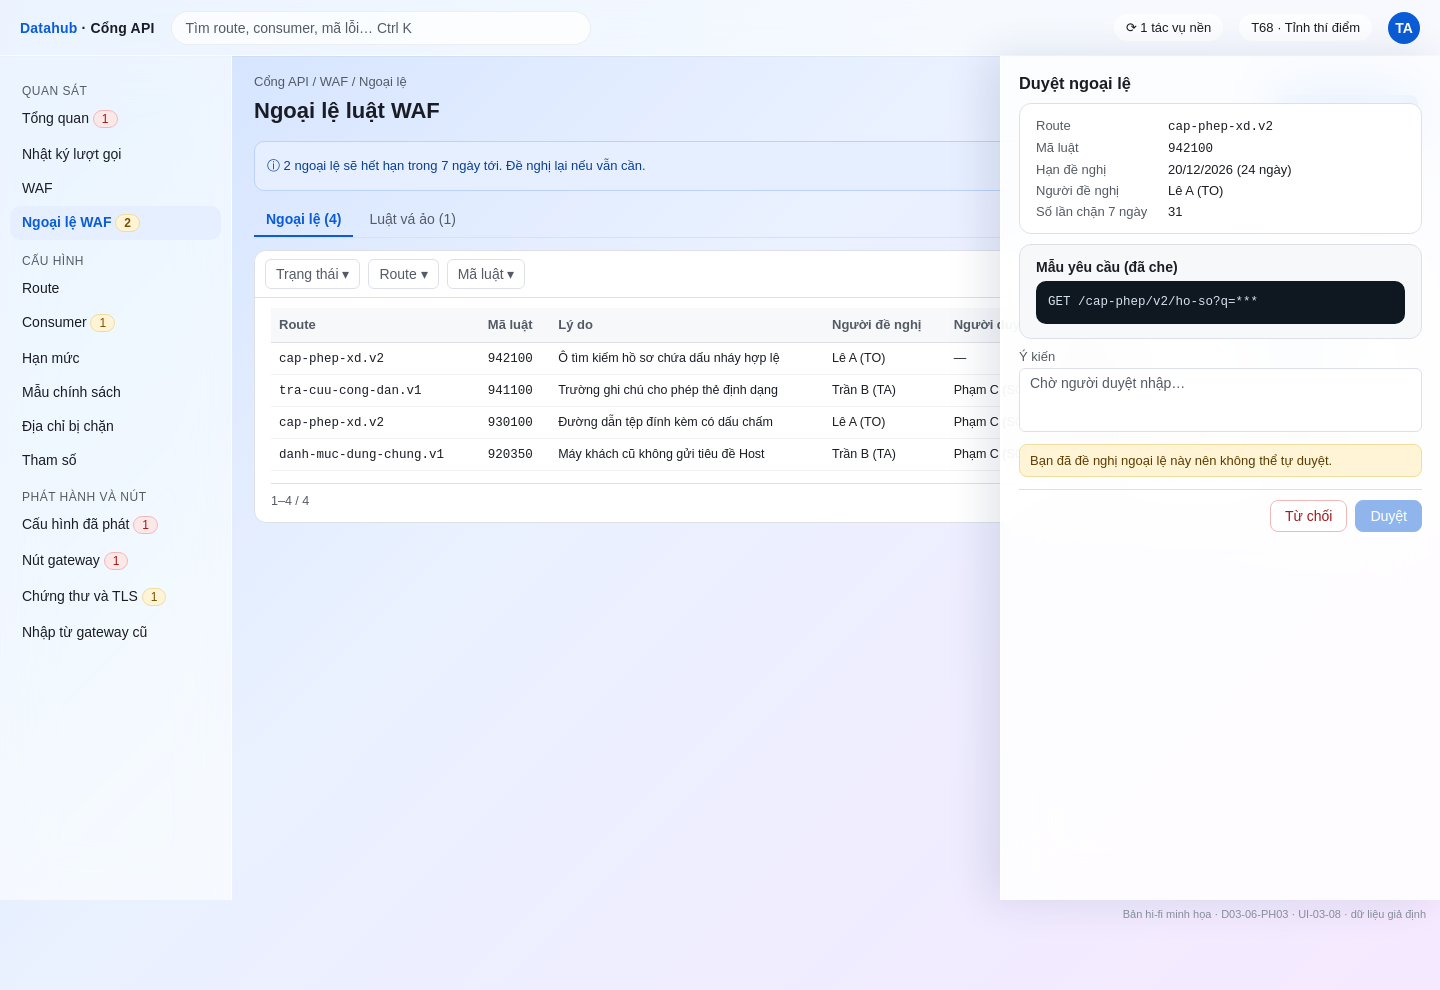 Datahub · Cổng API
Tìm route, consumer, mã lỗi… Ctrl K
⟳ 1 tác vụ nền
T68 · Tỉnh thí điểm
TA
QUAN SÁT
Tổng quan 1
Nhật ký lượt gọi
WAF
Ngoại lệ WAF 2
CẤU HÌNH
Route
Consumer 1
Hạn mức
Mẫu chính sách
Địa chỉ bị chặn
Tham số
PHÁT HÀNH VÀ NÚT
Cấu hình đã phát 1
Nút gateway 1
Chứng thư và TLS 1
Nhập từ gateway cũ
Cổng API / WAF / Ngoại lệ
Ngoại lệ luật WAF
ⓘ 2 ngoại lệ sẽ hết hạn trong 7 ngày tới. Đề nghị lại nếu vẫn cần.
Ngoại lệ (4) Luật vá ảo (1)
Trạng thái ▾ Route ▾ Mã luật ▾
Route Mã luật Lý do Người đề nghị Người
cap-phep-xd.v2 942100 Ô tìm kiếm hồ sơ chứa dấu nháy hợp lệ Lê A (TO) —
tra-cuu-cong-dan.v1 941100 Trường ghi chú cho phép thẻ định dạng Trần B (TA) Phạm C
cap-phep-xd.v2 930100 Đường dẫn tệp đính kèm có dấu chấm Lê A (TO) Phạm C
danh-muc-dung-chung.v1 920350 Máy khách cũ không gửi tiêu đề Host Trần B (TA) Phạm C
1–4 / 4
Duyệt ngoại lệ
Route cap-phep-xd.v2
Mã luật 942100
Hạn đề nghị 20/12/2026 (24 ngày)
Người đề nghị Lê A (TO)
Số lần chặn 7 ngày 31
Mẫu yêu cầu (đã che)
GET /cap-phep/v2/ho-so?q=***
Ý kiến
Chờ người duyệt nhập…
Bạn đã đề nghị ngoại lệ này nên không thể tự duyệt.
Từ chối Duyệt
Bản hi-fi minh họa · D03-06-PH03 · UI-03-08 · dữ liệu giả định